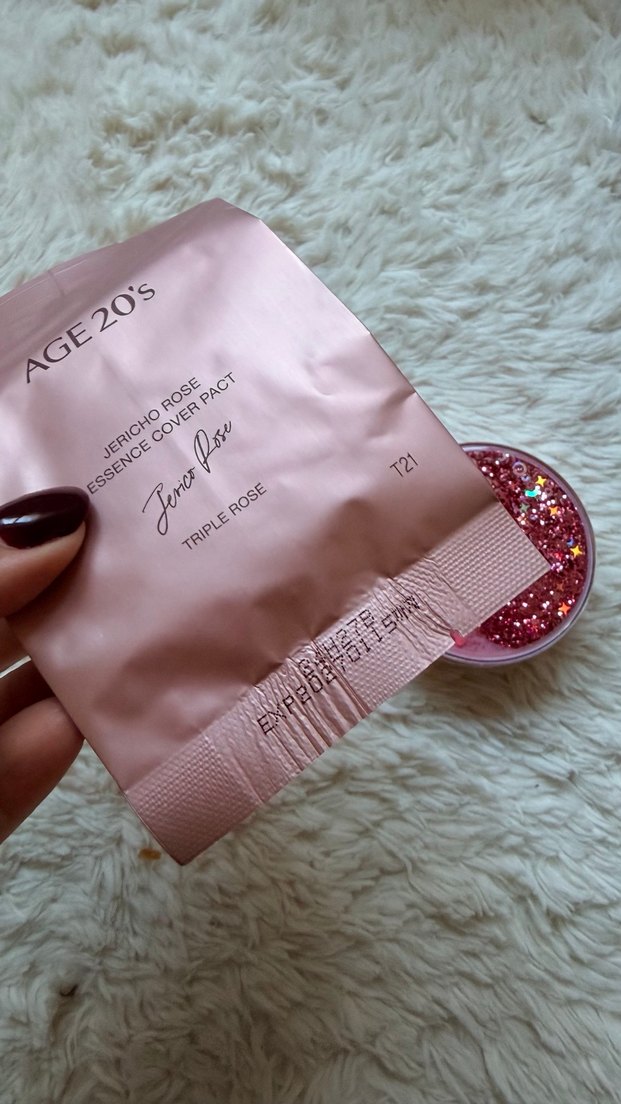 AGE 20's
JERICHO ROSE
ESSENCE COVER PACT
Jerico Rose
TRIPLE ROSE
T21